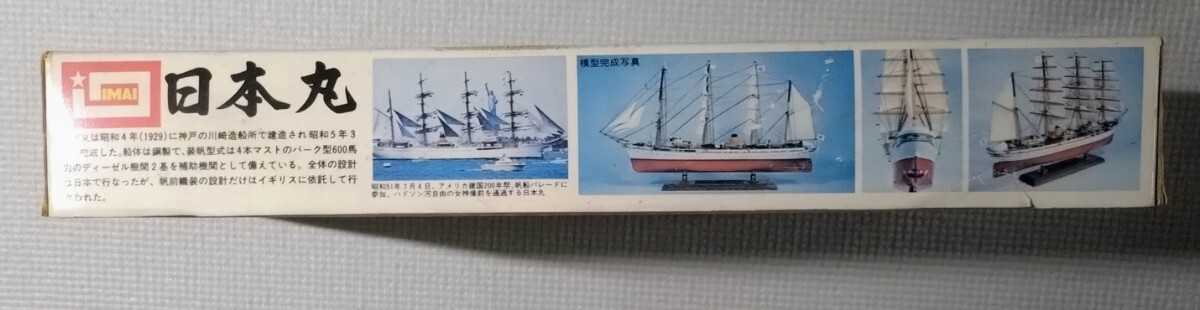 IMAI
日本丸
丸は昭和4年(1929)に神戸の川崎造船所で建造され昭和5年3
完成した。船体は鋼製で、装帆型式は4本マストのバーク型600馬
力のディーゼル機関2基を補助機関として備えている。全体の設計
は日本で行なったが、帆前艤装の設計だけはイギリスに依託して行
われた。
昭和51年7月4日、アメリカ建国200年祭、帆船パレードに
参加、ハドソン河自由の女神像前を通過する日本丸
模型完成写真